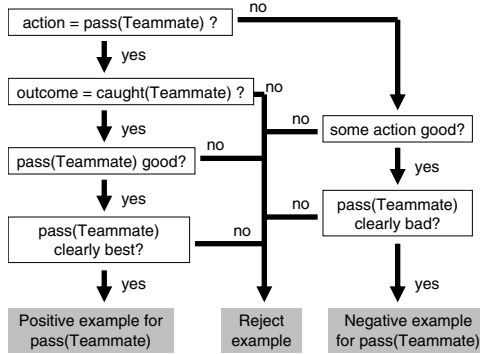 action = pass(Teammate) ?
no
yes
outcome = caught(Teammate) ?
no
yes
no
some action good?
pass(Teammate) good?
no
yes
yes
no
pass(Teammate)
clearly bad?
pass(Teammate)
clearly best?
no
yes
yes
Positive example for
pass(Teammate)
Reject
example
Negative example
for pass(Teammate)